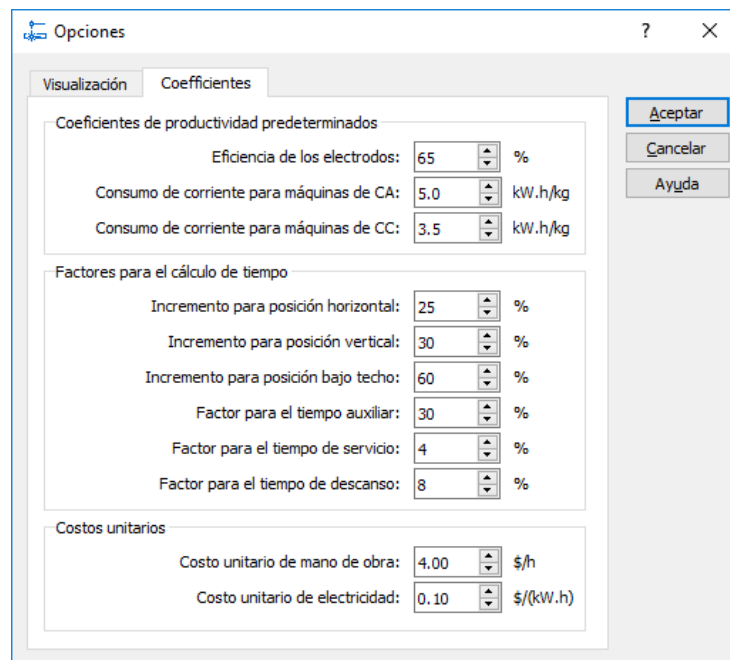 Opciones
?
Visualización
Coefficientes
Coeficientes de productividad predeterminados
Eficiencia de los electrodos: 65 %
Consumo de corriente para máquinas de CA: 5.0 kW.h/kg
Consumo de corriente para máquinas de CC: 3.5 kW.h/kg
Factores para el cálculo de tiempo
Incremento para posición horizontal: 25 %
Incremento para posición vertical: 30 %
Incremento para posición bajo techo: 60 %
Factor para el tiempo auxiliar: 30 %
Factor para el tiempo de servicio: 4 %
Factor para el tiempo de descanso: 8 %
Costos unitarios
Costo unitario de mano de obra: 4.00 $/h
Costo unitario de electricidad: 0.10 $/(kW.h)
Aceptar
Cancelar
Ayuda